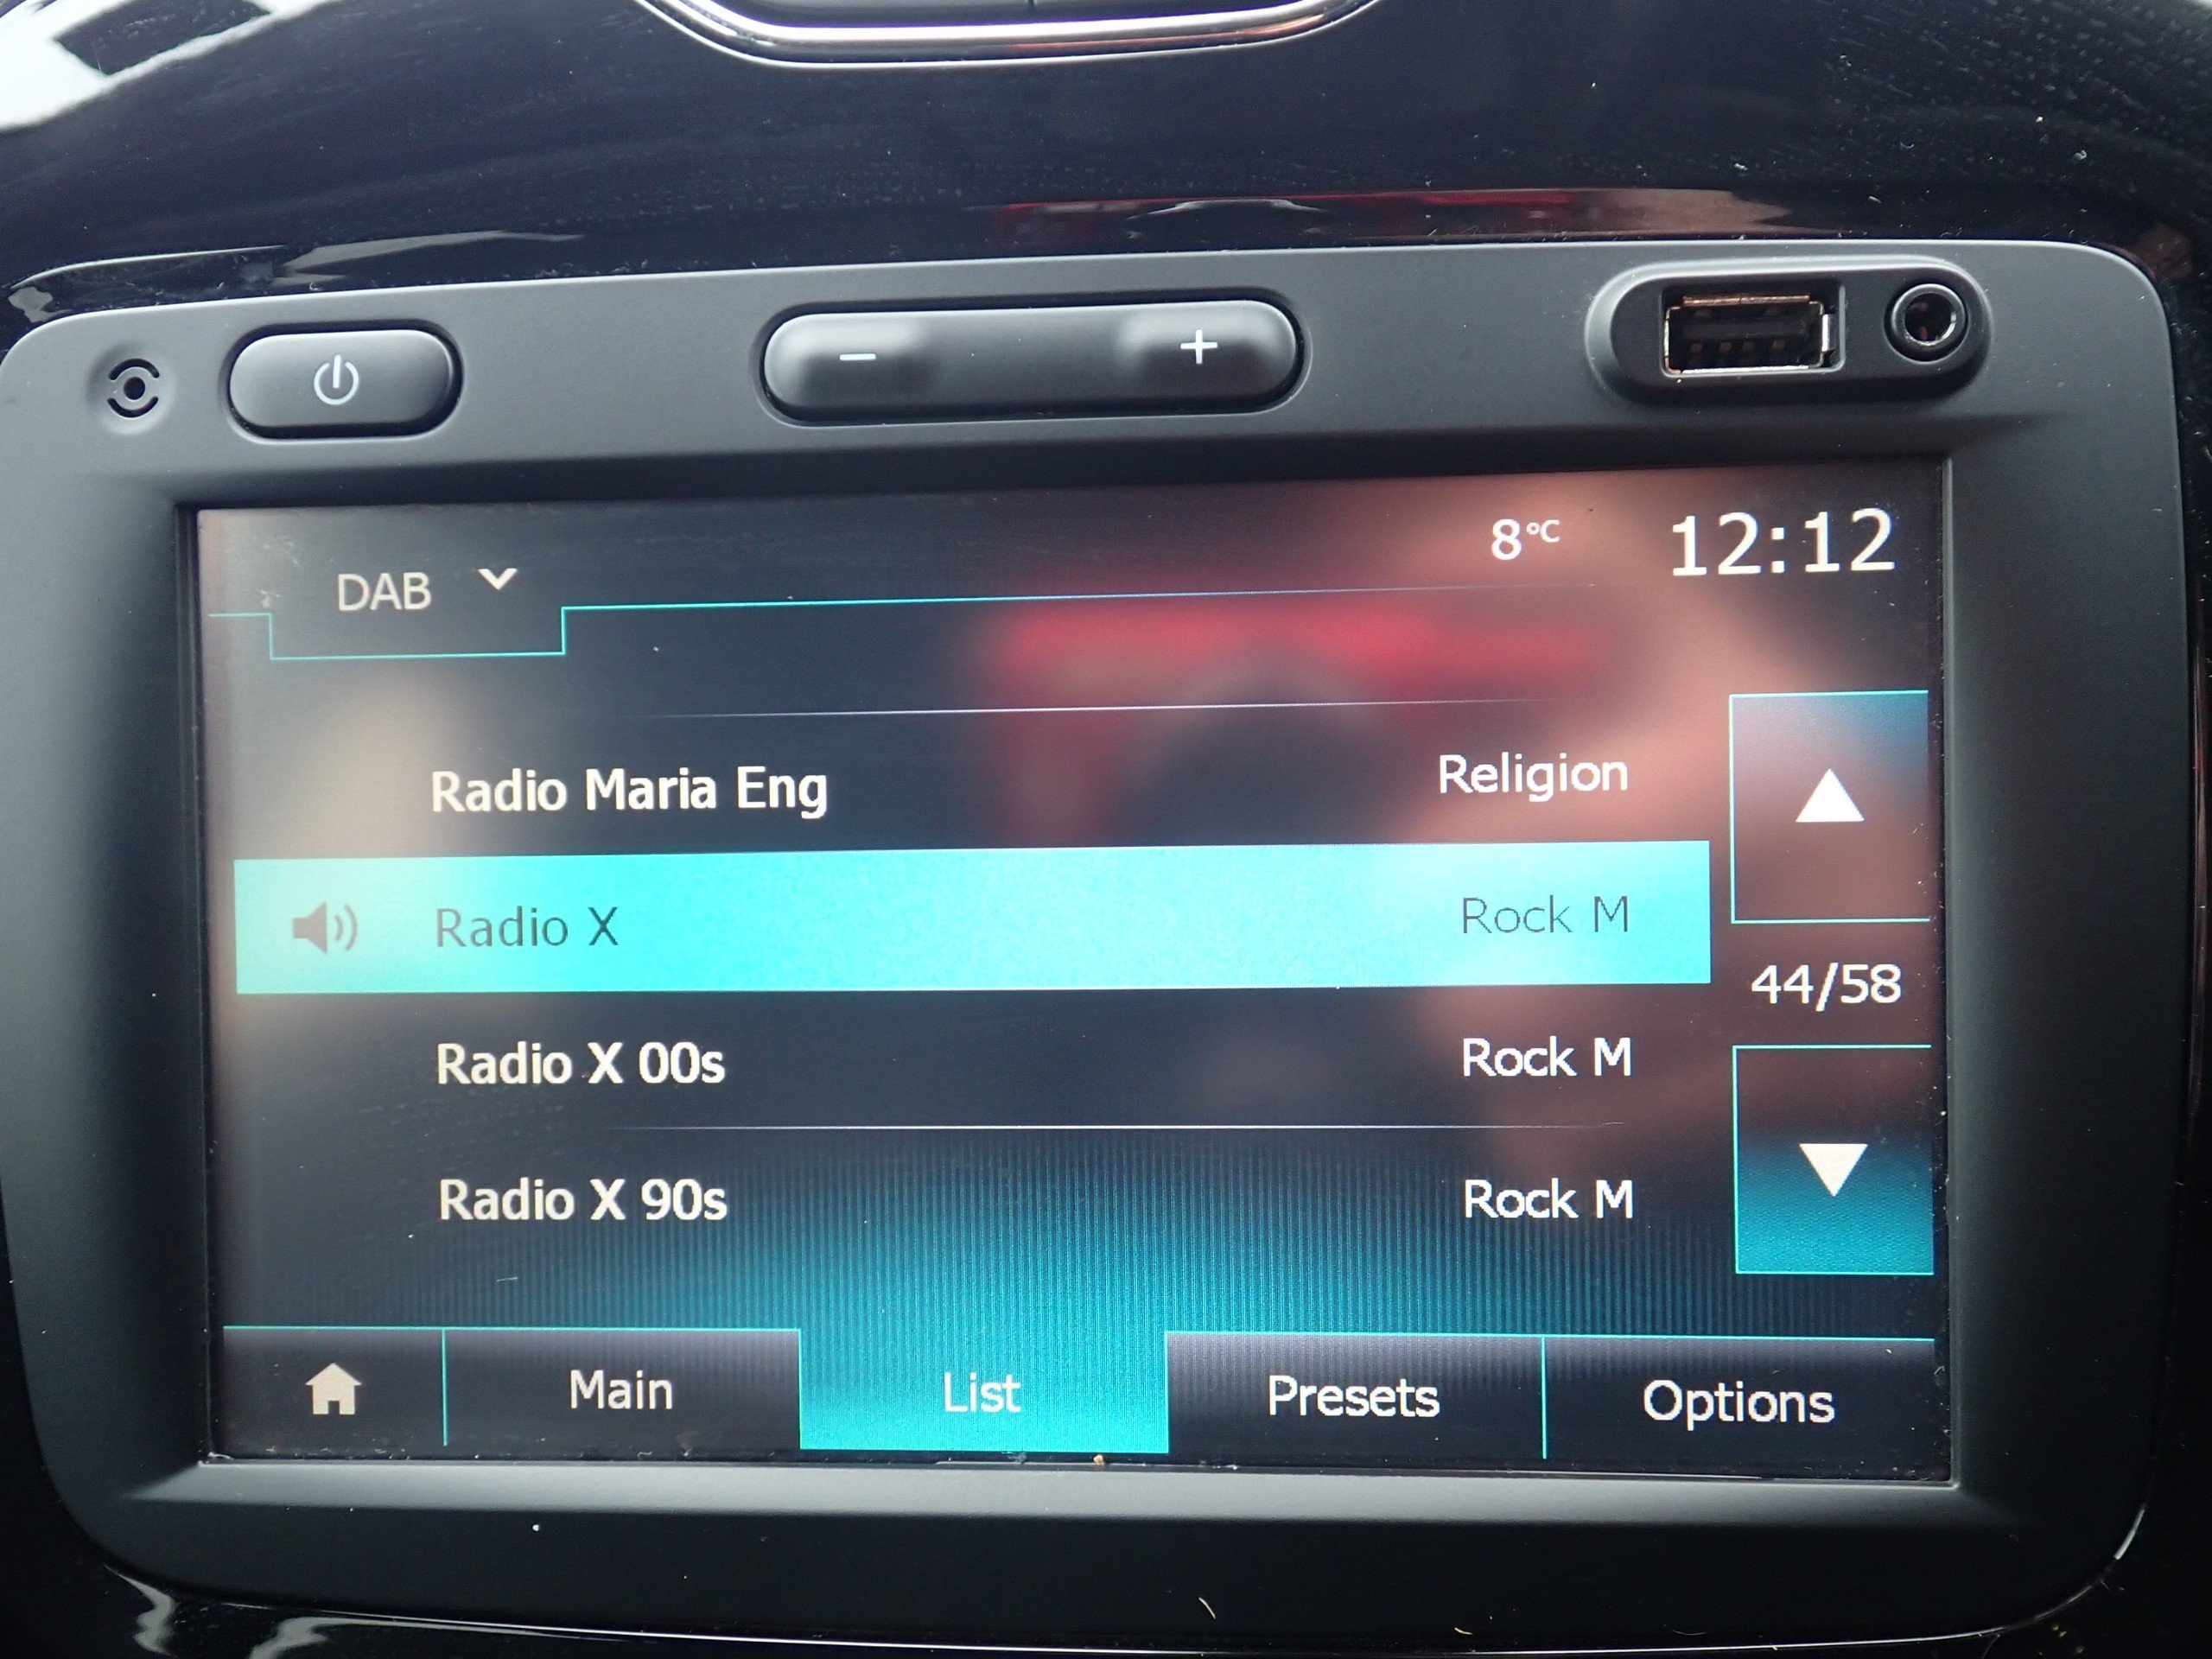 − +
8°C 12:12
DAB
Radio Maria Eng Religion
Radio X Rock M
44/58
Radio X 00s Rock M
Radio X 90s Rock M
Main List Presets Options